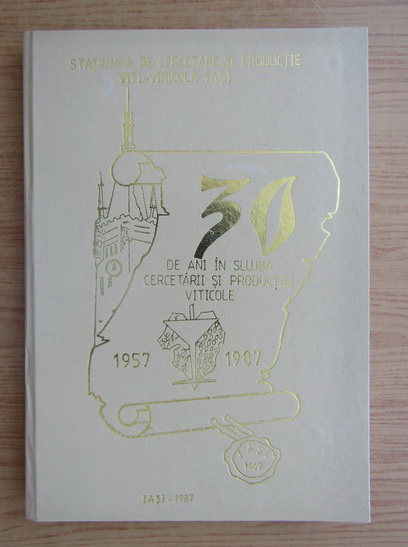 STAȚIUNEA DE CERCETARE ȘI PRODUCȚIE
VITI-VINICOLĂ IAȘI
30
DE ANI ÎN SLUJBA
CERCETĂRII ȘI PRODUCȚIEI
VITICOLE
1957 1987
IAȘI - 1987